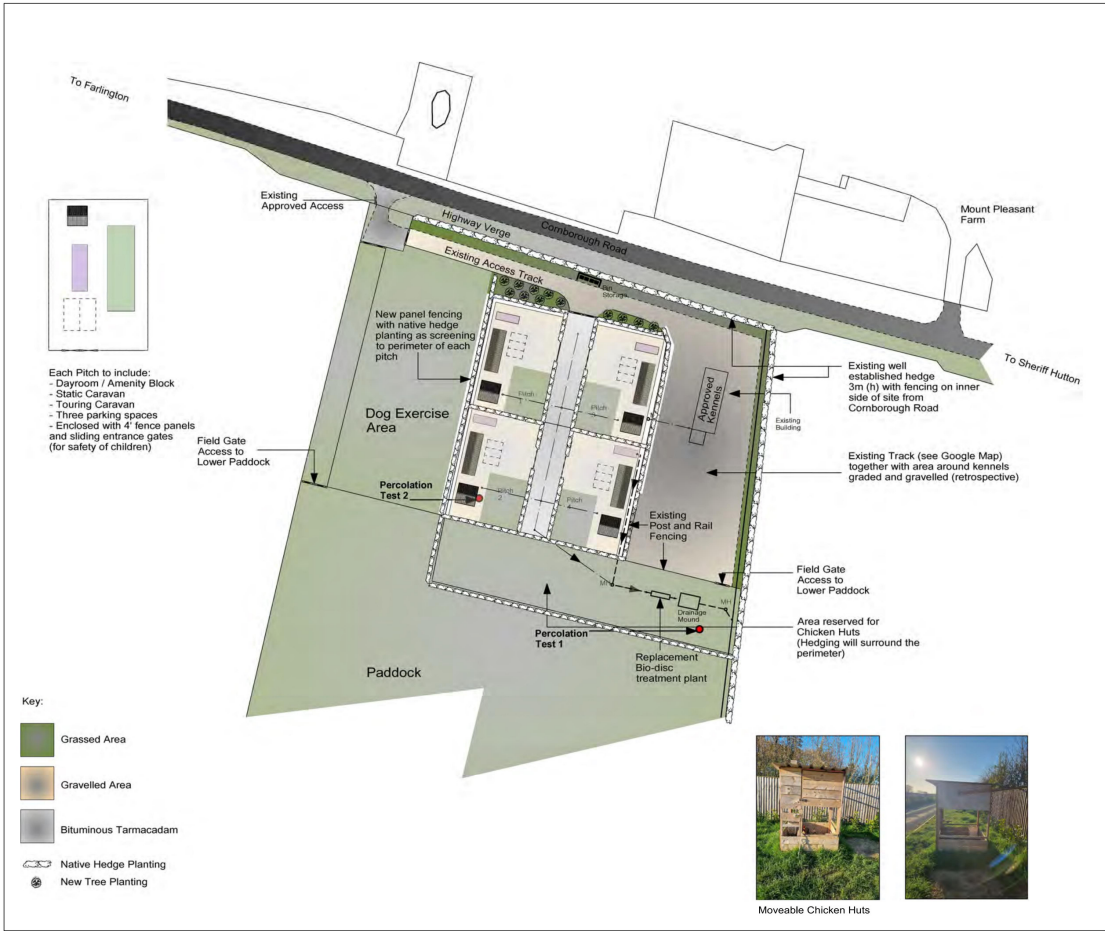 To Farlington
Existing
Approved Access
Highway Verge
Cornborough Road
Mount Pleasant
Farm
Existing Access Track
Bin
Storage
To Sheriff Hutton
New panel fencing
with native hedge
planting as screening
to perimeter of each
pitch
Each Pitch to include:
- Dayroom / Amenity Block
- Static Caravan
- Touring Caravan
- Three parking spaces
- Enclosed with 4' fence panels
and sliding entrance gates
(for safety of children)
Existing well
established hedge
3m (h) with fencing on inner
side of site from
Cornborough Road
Approved
Kennels
Existing
Building
Pitch
1
Pitch
Dog Exercise
Area
Field Gate
Access to
Lower Paddock
Existing Track (see Google Map)
together with area around kennels
graded and gravelled (retrospective)
Percolation
Test 2
Pitch
2
Pitch
Existing
Post and Rail
Fencing
Field Gate
Access to
Lower Paddock
MH
MH
Drainage
Mound
Area reserved for
Chicken Huts
(Hedging will surround the
perimeter)
Percolation
Test 1
Replacement
Bio-disc
treatment plant
Paddock
Key:
Grassed Area
Gravelled Area
Bituminous Tarmacadam
Native Hedge Planting
New Tree Planting
Moveable Chicken Huts